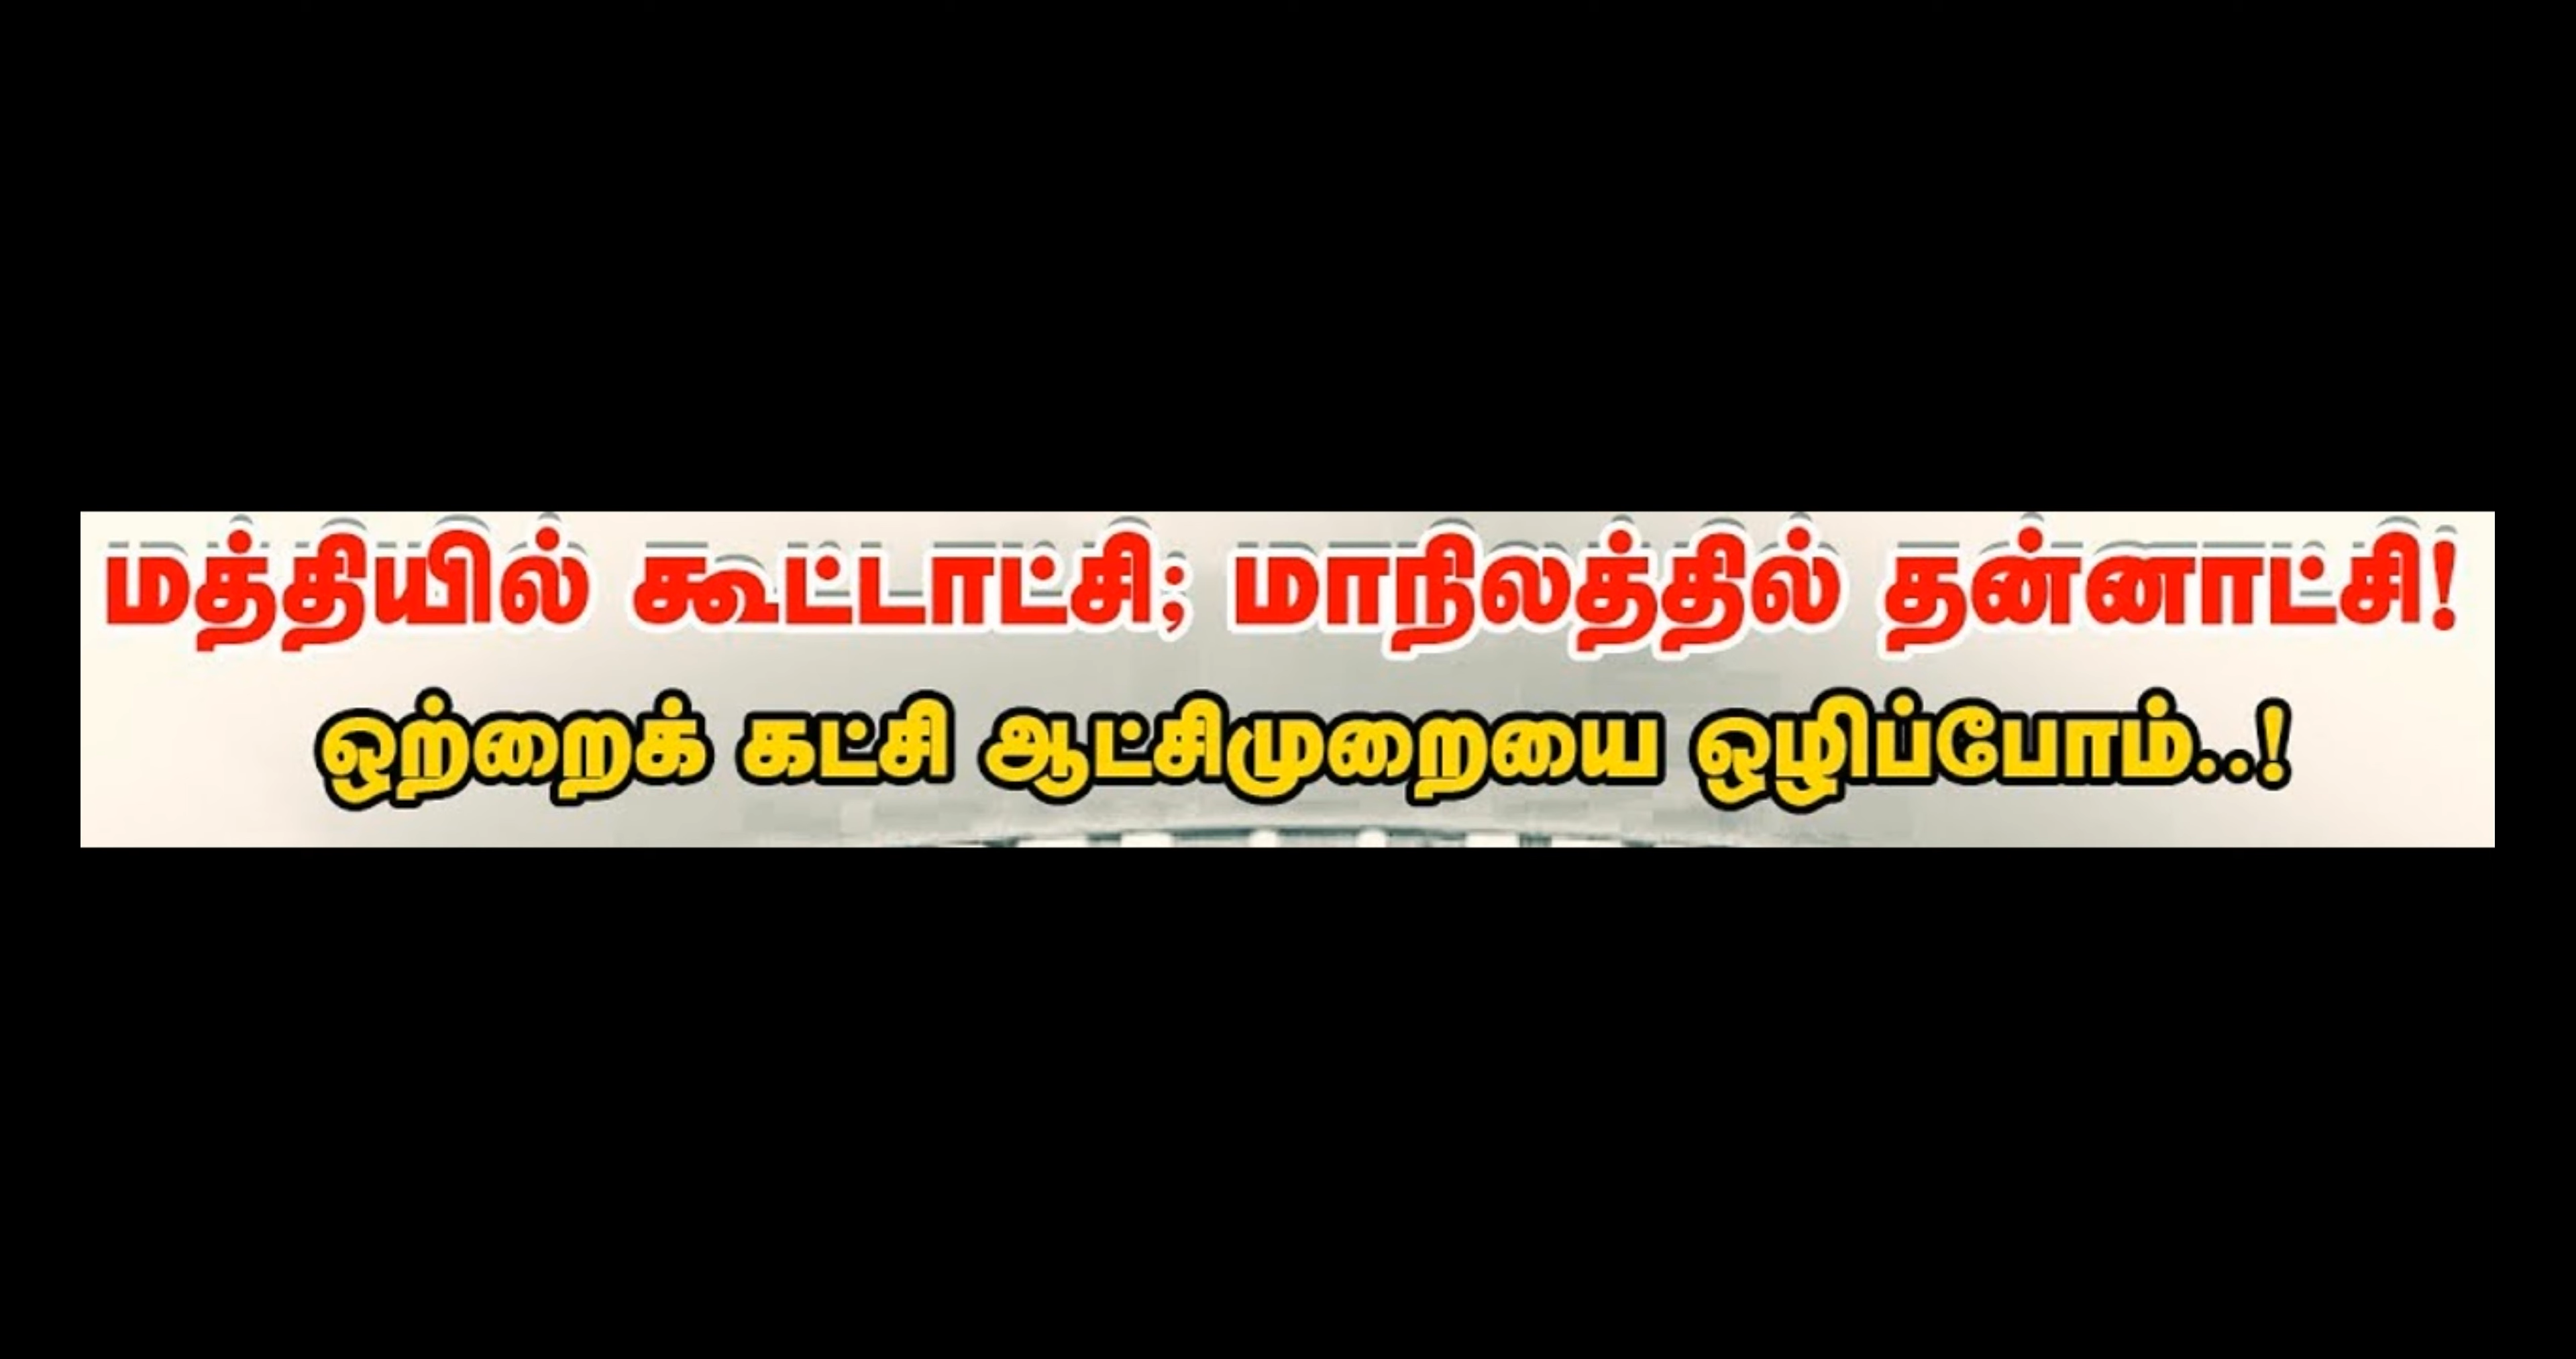 மத்தியில் கூட்டாட்சி; மாநிலத்தில் தன்னாட்சி!
ஒற்றைக் கட்சி ஆட்சிமுறையை ஒழிப்போம்..!